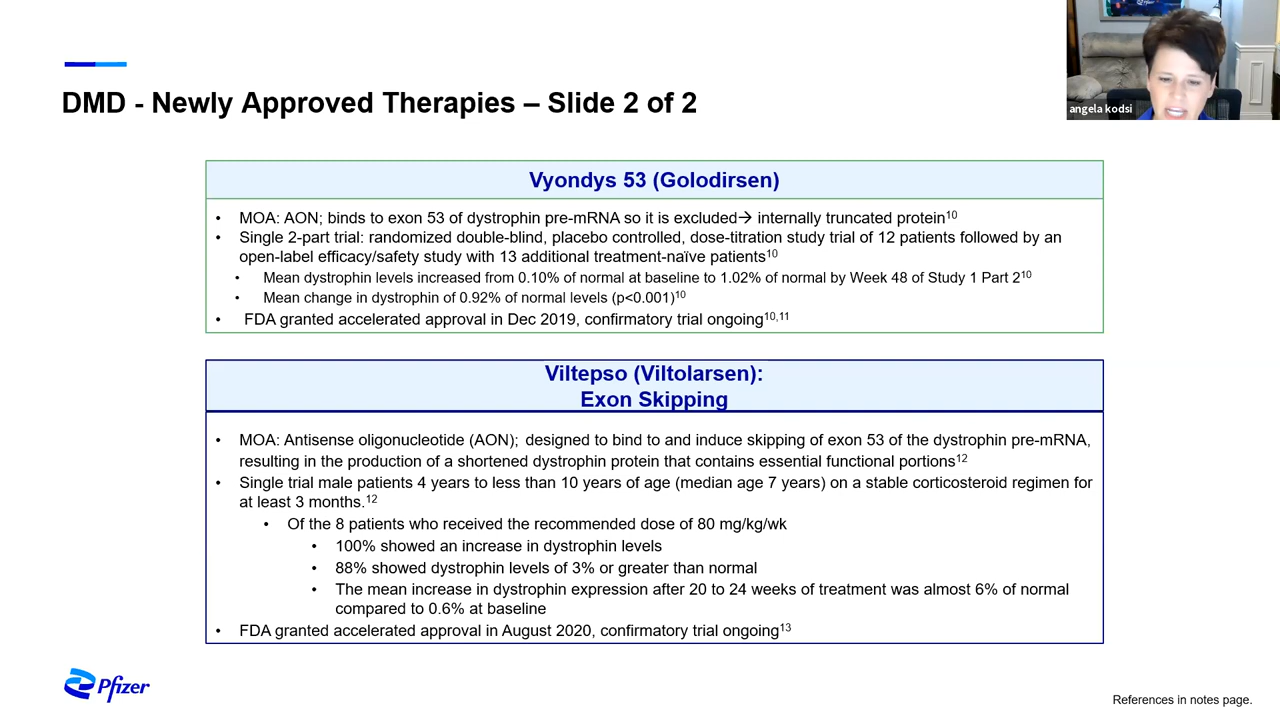 angela kodsi
DMD - Newly Approved Therapies – Slide 2 of 2
Vyondys 53 (Golodirsen)
• MOA: AON; binds to exon 53 of dystrophin pre-mRNA so it is excluded→ internally truncated protein10
• Single 2-part trial: randomized double-blind, placebo controlled, dose-titration study trial of 12 patients followed by an
open-label efficacy/safety study with 13 additional treatment-naïve patients10
• Mean dystrophin levels increased from 0.10% of normal at baseline to 1.02% of normal by Week 48 of Study 1 Part 210
• Mean change in dystrophin of 0.92% of normal levels (p<0.001)10
• FDA granted accelerated approval in Dec 2019, confirmatory trial ongoing10,11
Viltepso (Viltolarsen):
Exon Skipping
• MOA: Antisense oligonucleotide (AON); designed to bind to and induce skipping of exon 53 of the dystrophin pre-mRNA,
resulting in the production of a shortened dystrophin protein that contains essential functional portions12
• Single trial male patients 4 years to less than 10 years of age (median age 7 years) on a stable corticosteroid regimen for
at least 3 months.12
• Of the 8 patients who received the recommended dose of 80 mg/kg/wk
• 100% showed an increase in dystrophin levels
• 88% showed dystrophin levels of 3% or greater than normal
• The mean increase in dystrophin expression after 20 to 24 weeks of treatment was almost 6% of normal
compared to 0.6% at baseline
• FDA granted accelerated approval in August 2020, confirmatory trial ongoing13
Pfizer
References in notes page.